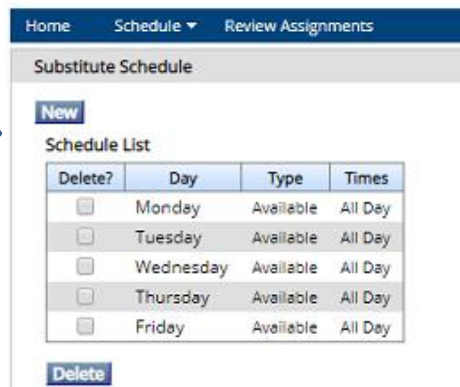 Home Schedule ▼ Review Assignments
Substitute Schedule
New
Schedule List
Delete? Day Type Times
Monday Available All Day
Tuesday Available All Day
Wednesday Available All Day
Thursday Available All Day
Friday Available All Day
Delete